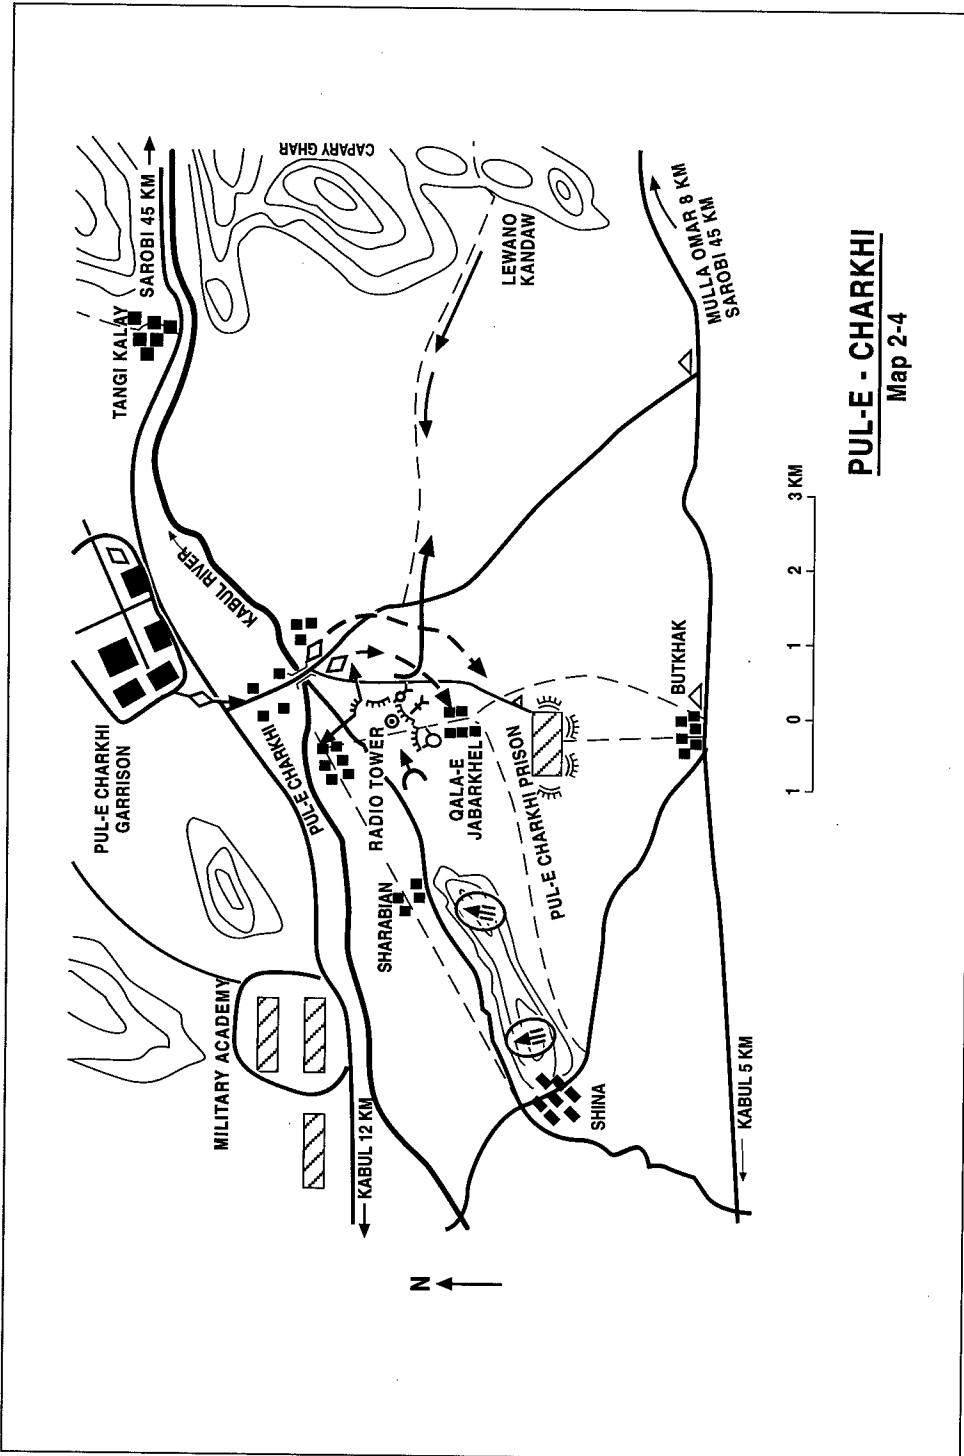 CAPARY GHAR
SAROBI 45 KM
TANGI KALAY
LEWANO
KANDAW
MULLA OMAR 8 KM
SAROBI 45 KM
KABUL RIVER
PUL-E CHARKHI
GARRISON
PUL-E CHARKHI
RADIO TOWER
QALA-E
JABARKHEL
PUL-E CHARKHI PRISON
BUTKHAK
SHARABIAN
MILITARY ACADEMY
SHINA
KABUL 12 KM
KABUL 5 KM
N
1 0 1 2 3 KM
PUL-E - CHARKHI
Map 2-4